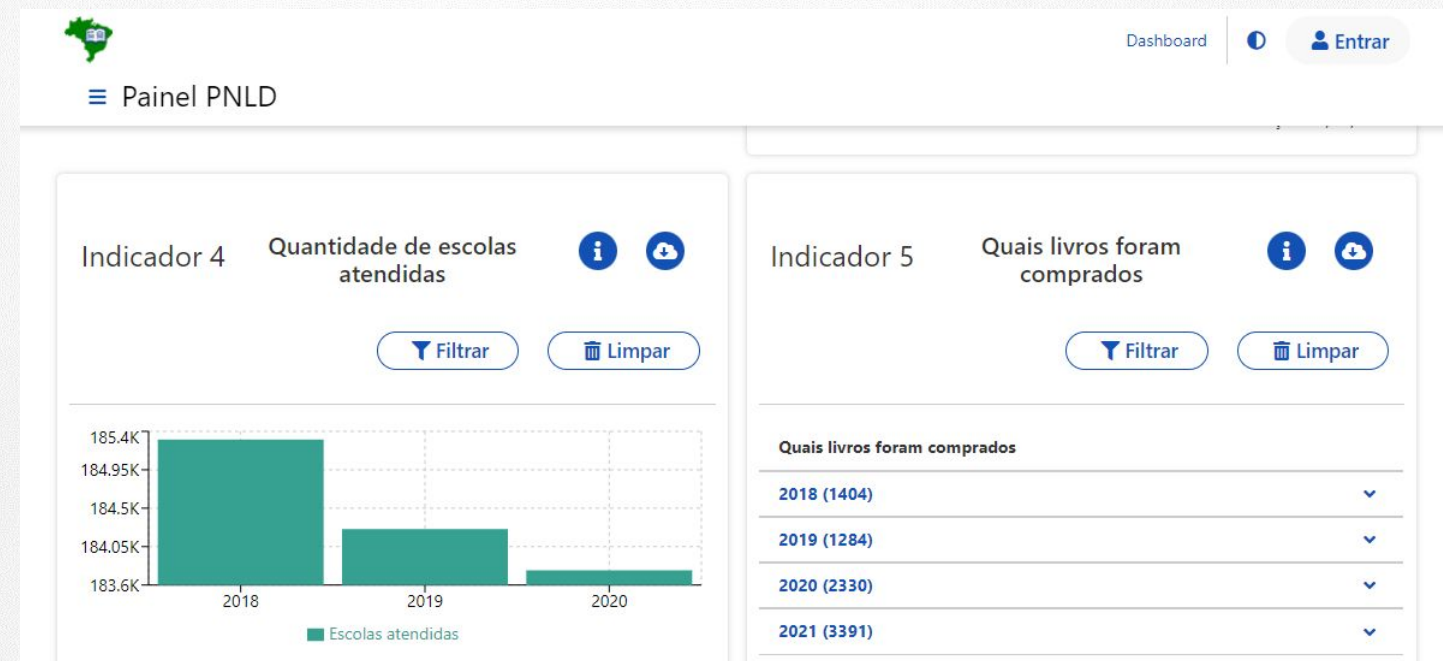 Dashboard
Entrar
Painel PNLD
Indicador 4
Quantidade de escolas
atendidas
Filtrar
Limpar
185.4K
184.95K
184.5K
184.05K
183.6K
2018
2019
2020
Escolas atendidas
Indicador 5
Quais livros foram
comprados
Filtrar
Limpar
Quais livros foram comprados
2018 (1404)
2019 (1284)
2020 (2330)
2021 (3391)